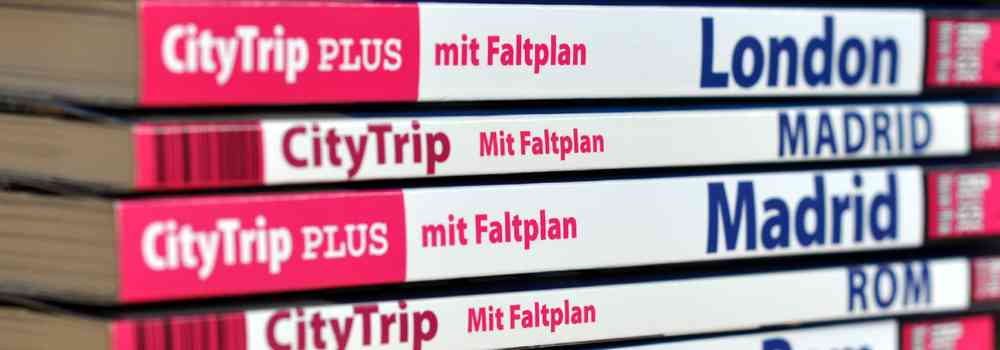 CityTrip PLUS mit Faltplan London
CityTrip Mit Faltplan MADRID
CityTrip PLUS mit Faltplan Madrid
CityTrip Mit Faltplan ROM